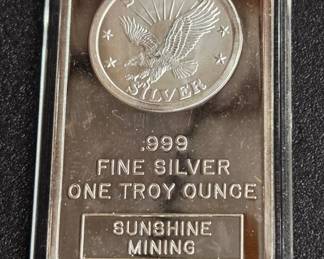 SILVER
.999
FINE SILVER
ONE TROY OUNCE
SUNSHINE
MINING